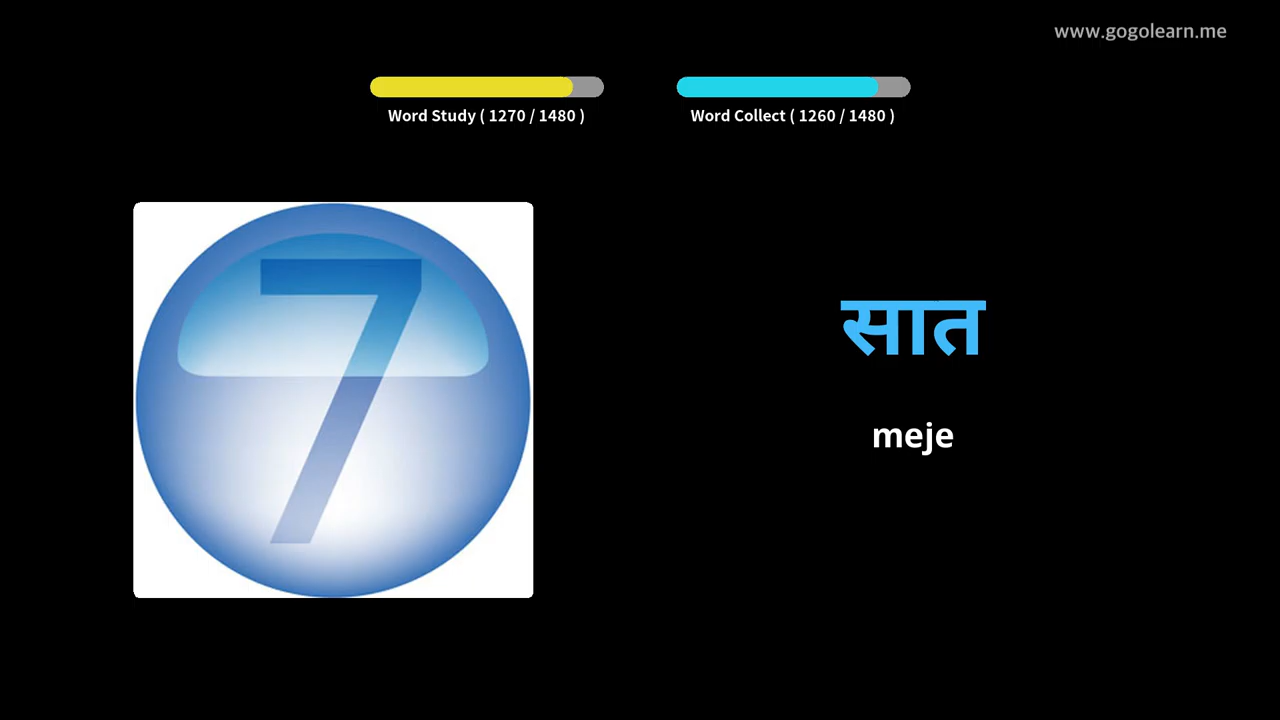 www.gogolearn.me
Word Study ( 1270 / 1480 )
Word Collect ( 1260 / 1480 )
7
सात
meje